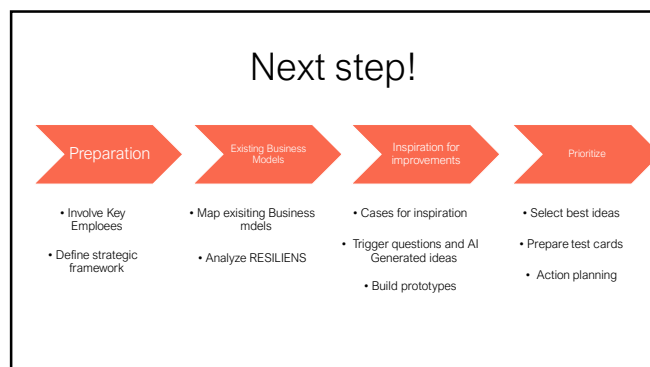 Next step!
Preparation
Existing Business
Models
Inspiration for
improvements
Prioritize
• Involve Key
Emploees
• Define strategic
framework
• Map exisiting Business
mdels
• Analyze RESILIENS
• Cases for inspiration
• Trigger questions and AI
Generated ideas
• Build prototypes
• Select best ideas
• Prepare test cards
• Action planning